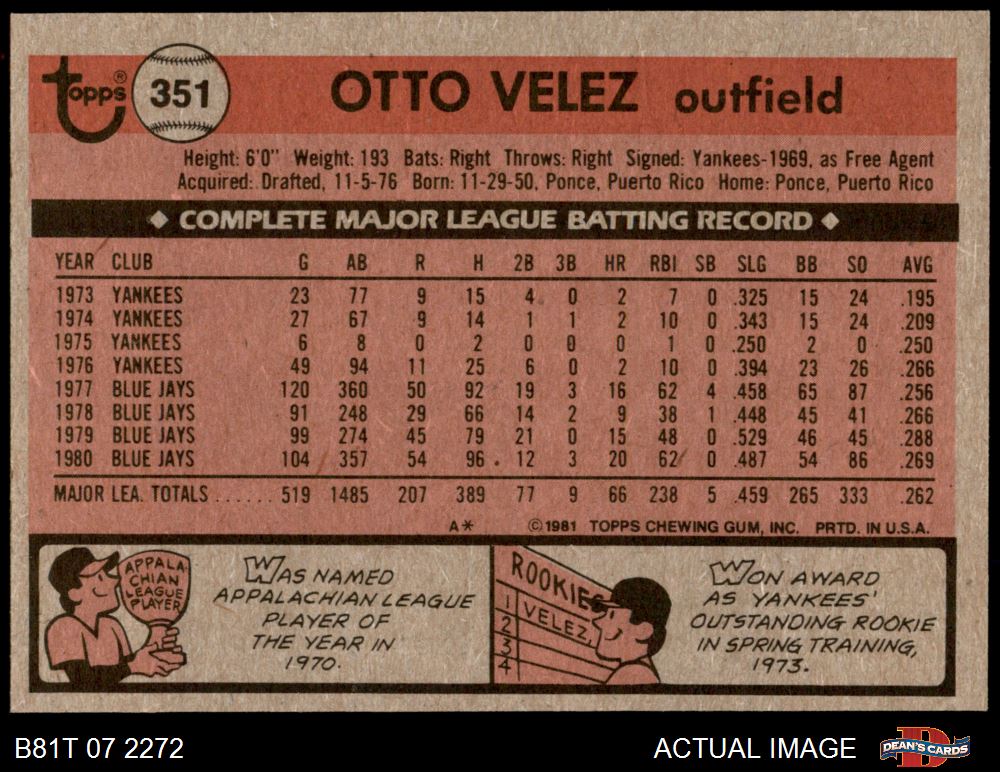 topps® 351 OTTO VELEZ outfield
Height: 6'0" Weight: 193 Bats: Right Throws: Right Signed: Yankees-1969, as Free Agent
Acquired: Drafted, 11-5-76 Born: 11-29-50, Ponce, Puerto Rico Home: Ponce, Puerto Rico
◆ COMPLETE MAJOR LEAGUE BATTING RECORD ◆
YEAR CLUB G AB R H 2B 3B HR RBI SB SLG BB SO AVG
1973 YANKEES 23 77 9 15 4 0 2 7 0 .325 15 24 .195
1974 YANKEES 27 67 9 14 1 1 2 10 0 .343 15 24 .209
1975 YANKEES 6 8 0 2 0 0 0 1 0 .250 2 0 .250
1976 YANKEES 49 94 11 25 6 0 2 10 0 .394 23 26 .266
1977 BLUE JAYS 120 360 50 92 19 3 16 62 4 .458 65 87 .256
1978 BLUE JAYS 91 248 29 66 14 2 9 38 1 .448 45 41 .266
1979 BLUE JAYS 99 274 45 79 21 0 15 48 0 .529 46 45 .288
1980 BLUE JAYS 104 357 54 96 12 3 20 62 0 .487 54 86 .269
MAJOR LEA. TOTALS ...... 519 1485 207 389 77 9 66 238 5 .459 265 333 .262
A* ©1981 TOPPS CHEWING GUM, INC. PRTD. IN U.S.A.
APPALA-
CHIAN
LEAGUE
PLAYER
WAS NAMED
APPALACHIAN LEAGUE
PLAYER OF
THE YEAR IN
1970.
ROOKIES
1 VELEZ,
2
3
4
WON AWARD
AS YANKEES'
OUTSTANDING ROOKIE
IN SPRING TRAINING,
1973.
B81T 07 2272 ACTUAL IMAGE D DEAN'S CARDS